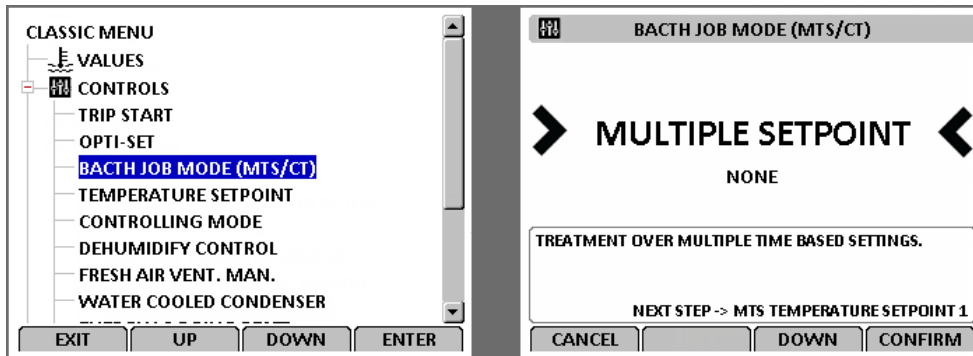 CLASSIC MENU
VALUES
CONTROLS
TRIP START
OPTI-SET
BACTH JOB MODE (MTS/CT)
TEMPERATURE SETPOINT
CONTROLLING MODE
DEHUMIDIFY CONTROL
FRESH AIR VENT. MAN.
WATER COOLED CONDENSER
EXIT UP DOWN ENTER
BACTH JOB MODE (MTS/CT)
MULTIPLE SETPOINT
NONE
TREATMENT OVER MULTIPLE TIME BASED SETTINGS.
NEXT STEP -> MTS TEMPERATURE SETPOINT 1
CANCEL DOWN CONFIRM